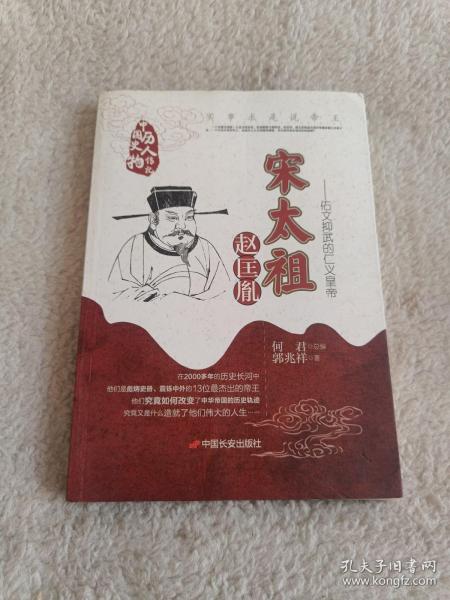 实事求是说帝王
中国历史人物传记
宋太祖
赵匡胤
——佑文抑武的仁义皇帝
何 君 总编
郭兆祥 著
在2000多年的历史长河中
他们是彪炳史册、震铄中外的13位最杰出的帝王
他们究竟如何改变了中华帝国的历史轨迹
究竟又是什么造就了他们伟大的人生……
中国长安出版社
孔夫子旧书网
www.kongfz.com